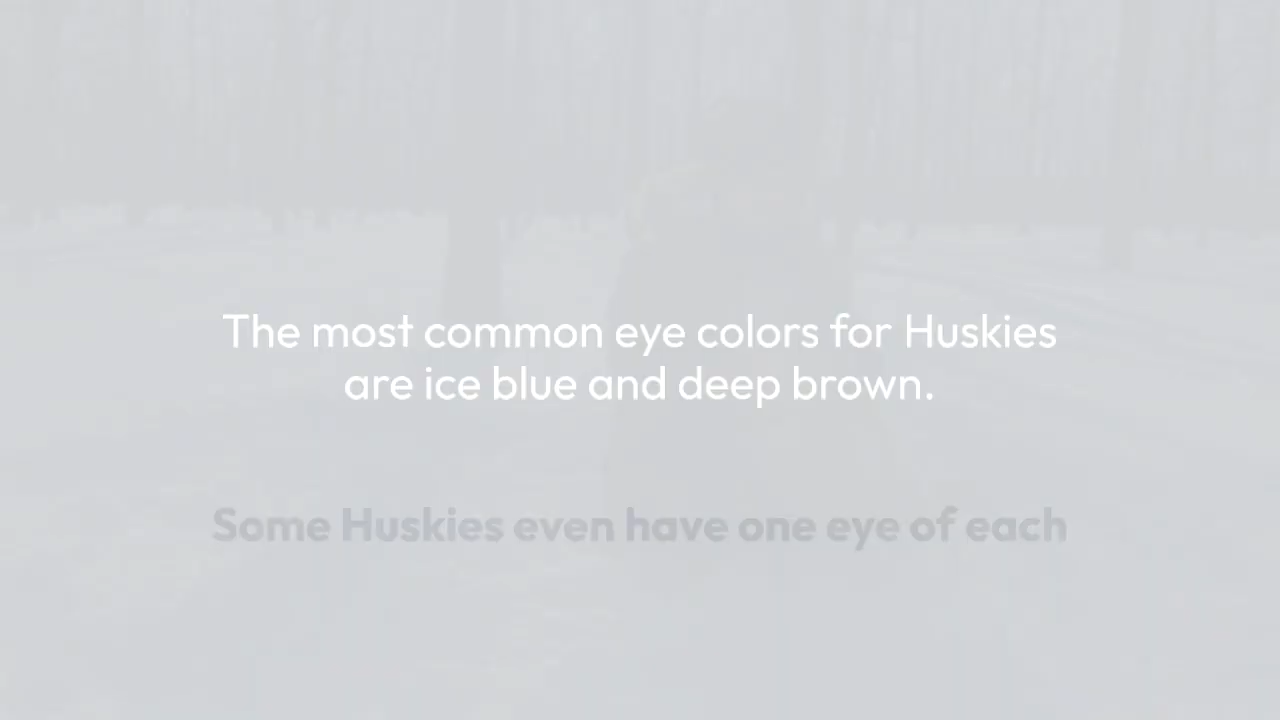 The most common eye colors for Huskies
are ice blue and deep brown.
Some Huskies even have one eye of each